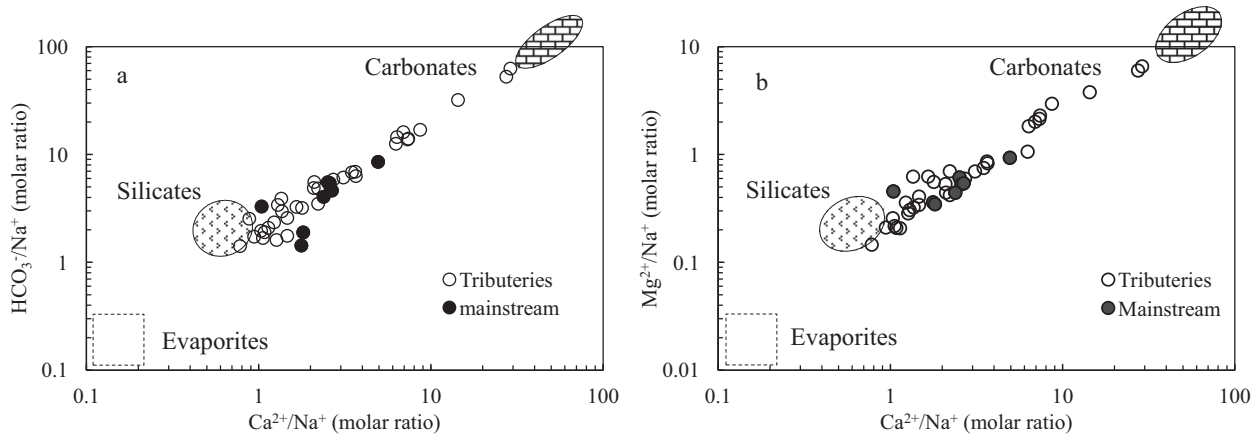 a
Carbonates
Silicates
Evaporites
Tributeries
mainstream
HCO₃⁻/Na⁺ (molar ratio)
100
10
1
0.1
0.1
1
10
100
Ca²⁺/Na⁺ (molar ratio)
b
Carbonates
Silicates
Evaporites
Tributeries
Mainstream
Mg²⁺/Na⁺ (molar ratio)
10
1
0.1
0.01
0.1
1
10
100
Ca²⁺/Na⁺ (molar ratio)